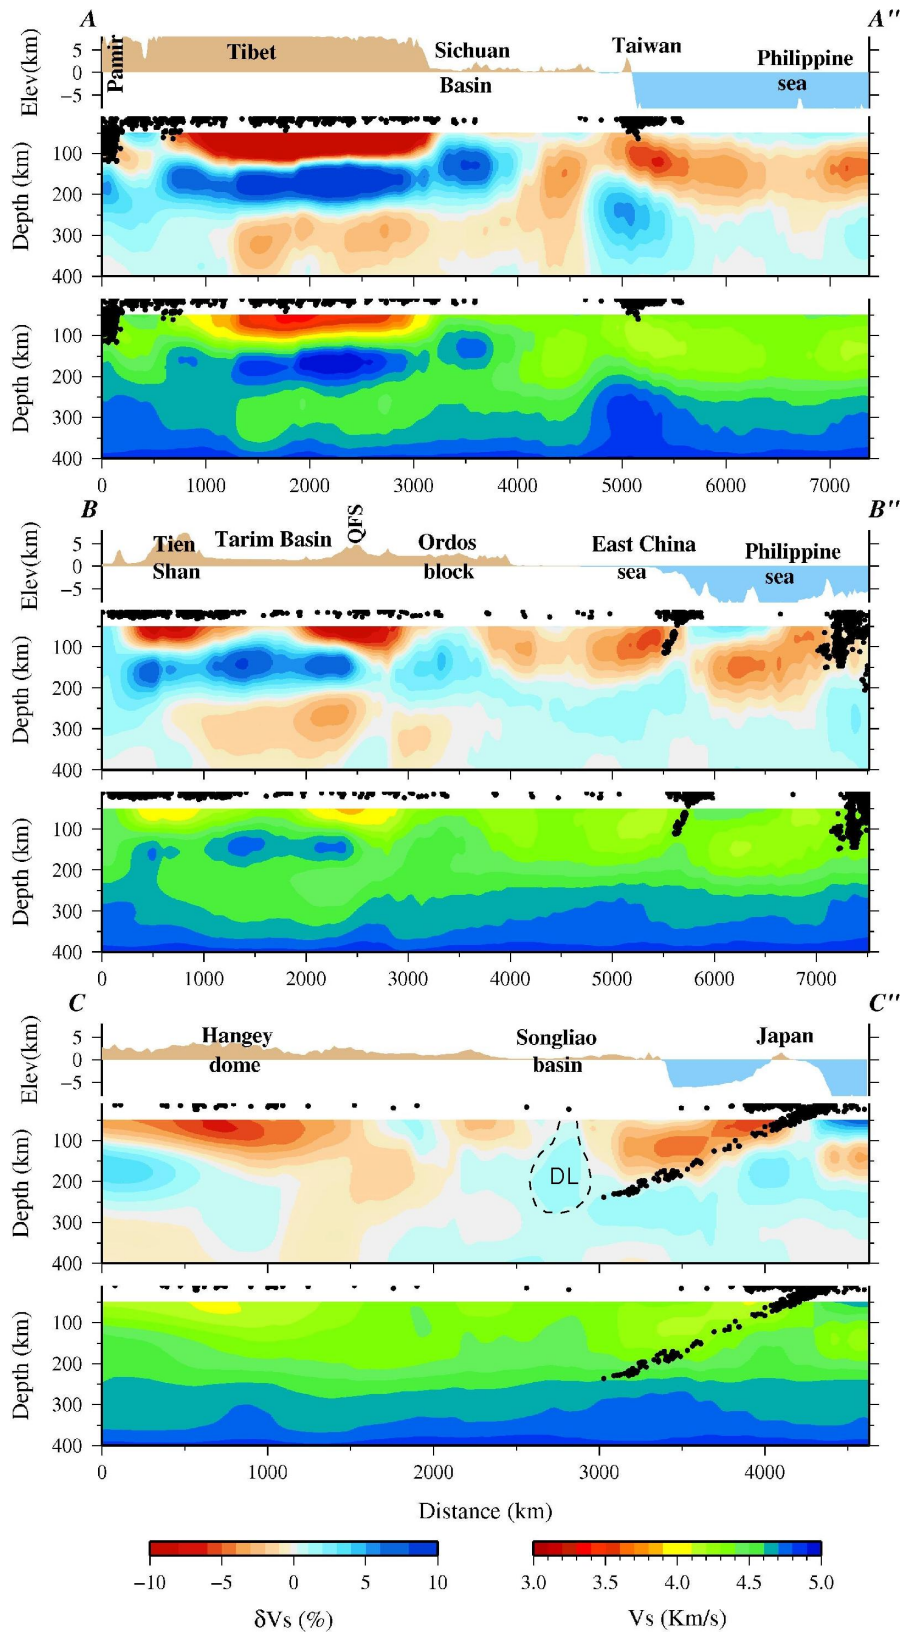 A A''
Elev(km)
5
0
−5
Pamir
Tibet
Sichuan
Basin
Taiwan
Philippine
sea
Depth (km)
100
200
300
400
Depth (km)
100
200
300
400
0 1000 2000 3000 4000 5000 6000 7000
B B''
Elev(km)
5
0
−5
Tien
Shan
Tarim Basin
QFS
Ordos
block
East China
sea
Philippine
sea
Depth (km)
100
200
300
400
Depth (km)
100
200
300
400
0 1000 2000 3000 4000 5000 6000 7000
C C''
Elev(km)
5
0
−5
Hangey
dome
Songliao
basin
Japan
Depth (km)
100
200
300
400
DL
Depth (km)
100
200
300
400
0 1000 2000 3000 4000
Distance (km)
−10 −5 0 5 10
δVs (%)
3.0 3.5 4.0 4.5 5.0
Vs (Km/s)